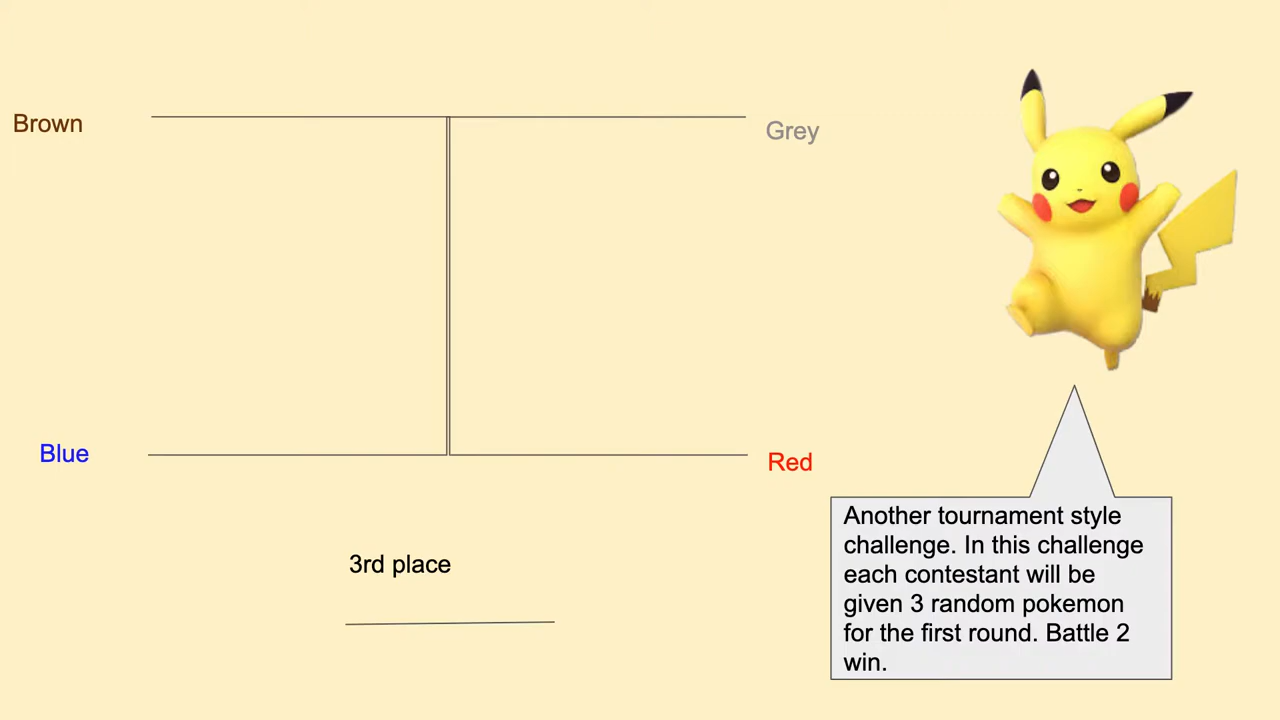 Brown
Grey
Blue
Red
3rd place
Another tournament style
challenge. In this challenge
each contestant will be
given 3 random pokemon
for the first round. Battle 2
win.